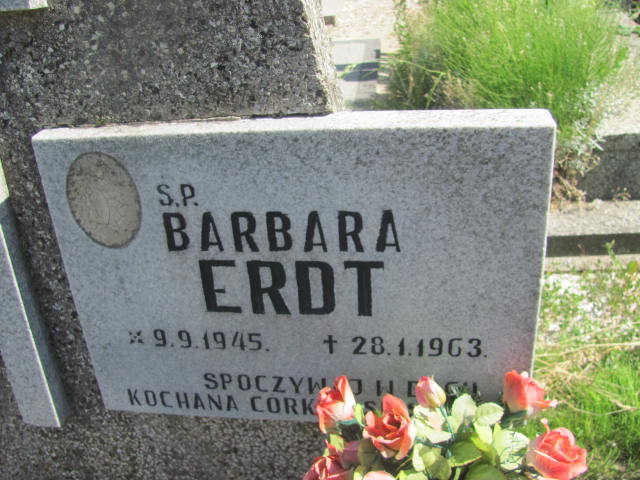 S.P.
BARBARA
ERDT
9.9.1945. † 28.1.1963.
W
KOCHANA